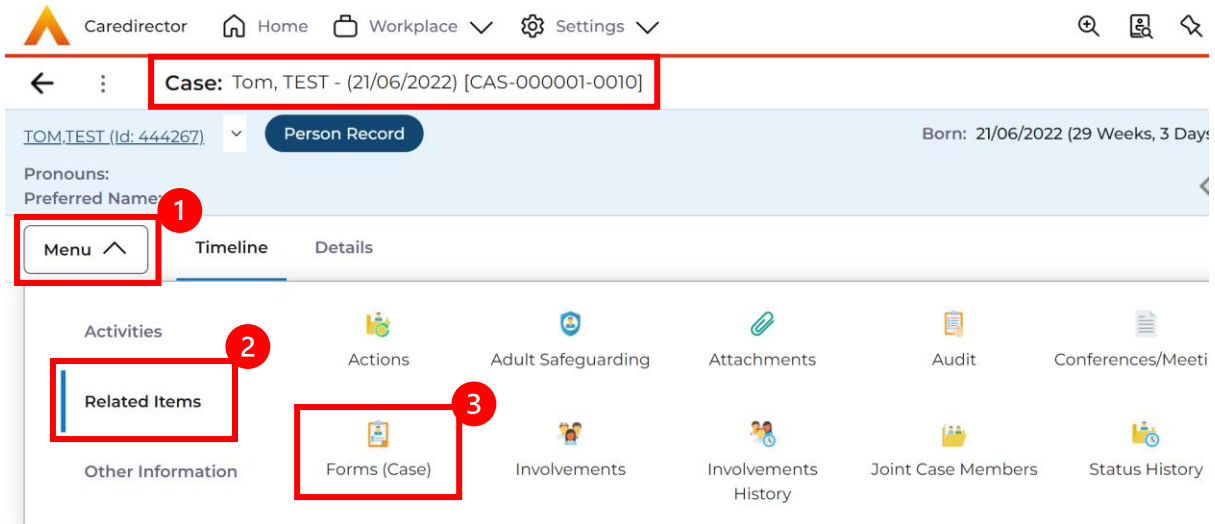 Caredirector Home Workplace Settings
Case: Tom, TEST - (21/06/2022) [CAS-000001-0010]
TOM,TEST (Id: 444267) Person Record Born: 21/06/2022 (29 Weeks, 3 Days
Pronouns:
Preferred Name:
1
Menu Timeline Details
Activities
2
Related Items
Other Information
Actions Adult Safeguarding Attachments Audit Conferences/Meeti
3
Forms (Case) Involvements Involvements History Joint Case Members Status History